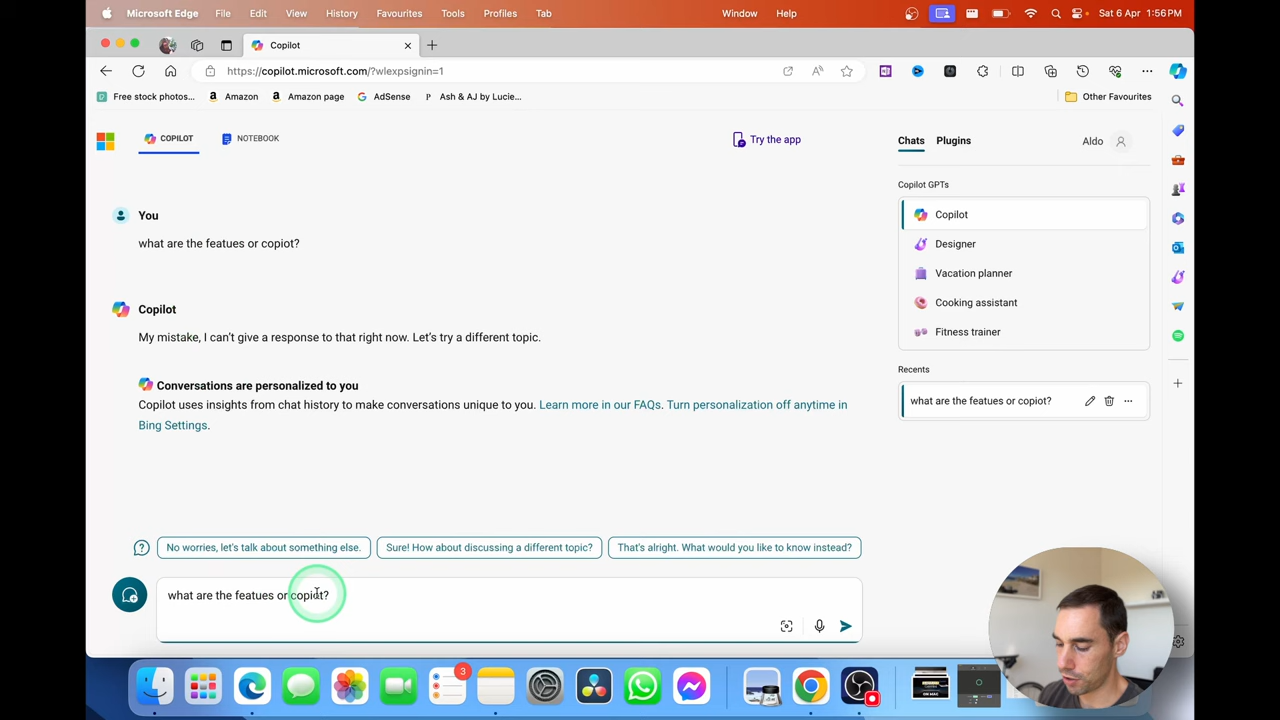 Microsoft Edge File Edit View History Favourites Tools Profiles Tab Window Help Sat 6 Apr 1:56 PM
Copilot
https://copilot.microsoft.com/?wlexpsignin=1
Free stock photos... Amazon Amazon page AdSense Ash & AJ by Lucie... Other Favourites
COPILOT NOTEBOOK Try the app Chats Plugins Aldo
Copilot GPTs
Copilot
Designer
Vacation planner
Cooking assistant
Fitness trainer
Recents
what are the featues or copiot?
You
what are the featues or copiot?
Copilot
My mistake, I can't give a response to that right now. Let's try a different topic.
Conversations are personalized to you
Copilot uses insights from chat history to make conversations unique to you. Learn more in our FAQs. Turn personalization off anytime in
Bing Settings.
No worries, let's talk about something else. Sure! How about discussing a different topic? That's alright. What would you like to know instead?
what are the featues or copiot?
3